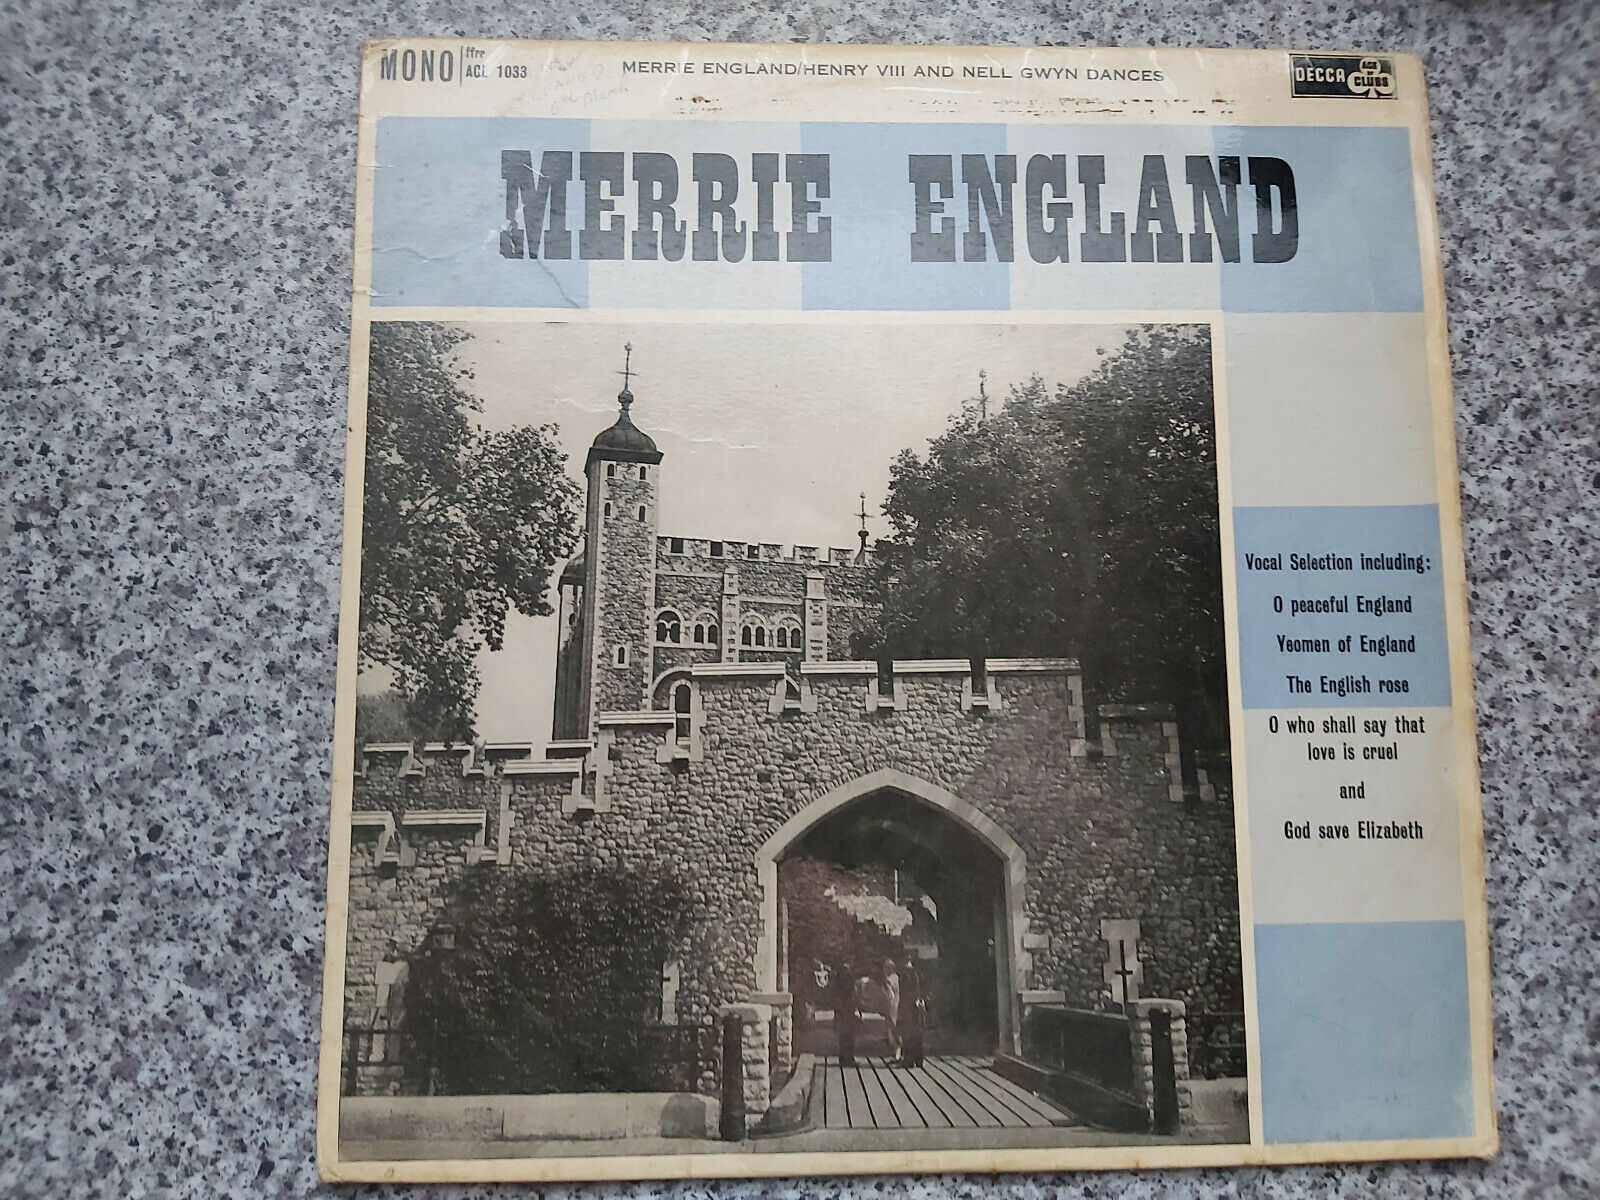 MONO ffrr
ACL 1033
MERRIE ENGLAND/HENRY VIII AND NELL GWYN DANCES
DECCA ACE OF CLUBS
MERRIE ENGLAND
Vocal Selection including:
O peaceful England
Yeomen of England
The English rose
O who shall say that
love is cruel
and
God save Elizabeth